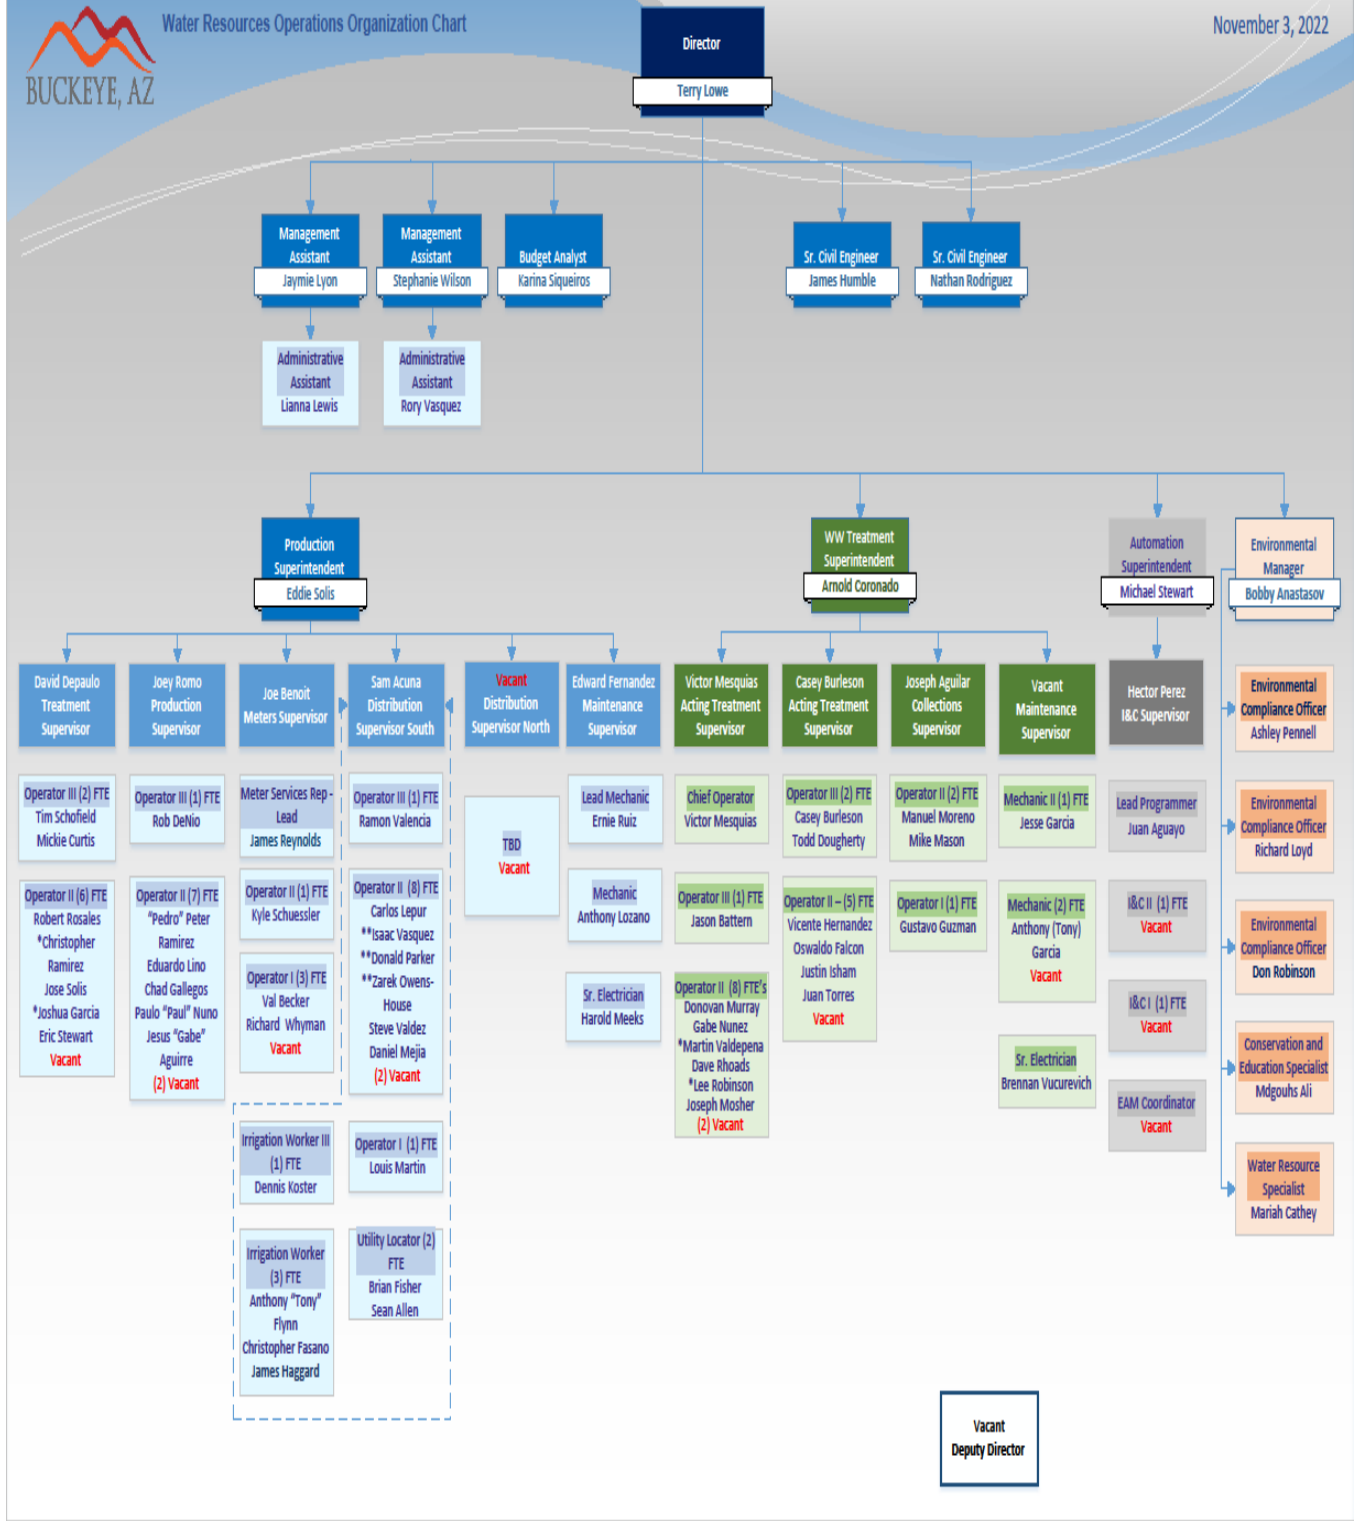 Water Resources Operations Organization Chart
November 3, 2022
BUCKEYE, AZ
Director
Terry Lowe
Management
Assistant
Jaymie Lyon
Management
Assistant
Stephanie Wilson
Budget Analyst
Karina Siqueiros
Sr. Civil Engineer
James Humble
Sr. Civil Engineer
Nathan Rodriguez
Administrative
Assistant
Lianna Lewis
Administrative
Assistant
Rory Vasquez
Production
Superintendent
Eddie Solis
WW Treatment
Superintendent
Arnold Coronado
Automation
Superintendent
Michael Stewart
Environmental
Manager
Bobby Anastasov
David Depaulo
Treatment
Supervisor
Operator III (2) FTE
Tim Schofield
Mickie Curtis
Operator II (6) FTE
Robert Rosales
*Christopher
Ramirez
Jose Solis
*Joshua Garcia
Eric Stewart
Vacant
Joey Romo
Production
Supervisor
Operator III (1) FTE
Rob DeNio
Operator II (7) FTE
"Pedro" Peter
Ramirez
Eduardo Lino
Chad Gallegos
Paulo "Paul" Nuno
Jesus "Gabe"
Aguirre
(2) Vacant
Joe Benoit
Meters Supervisor
Meter Services Rep -
Lead
James Reynolds
Operator II (1) FTE
Kyle Schuessler
Operator I (3) FTE
Val Becker
Richard Whyman
Vacant
Irrigation Worker III
(1) FTE
Dennis Koster
Irrigation Worker
(3) FTE
Anthony "Tony"
Flynn
Christopher Fasano
James Haggard
Sam Acuna
Distribution
Supervisor South
Operator III (1) FTE
Ramon Valencia
Operator II (8) FTE
Carlos Lepur
**Isaac Vasquez
**Donald Parker
**Zarek Owens-
House
Steve Valdez
Daniel Mejia
(2) Vacant
Operator I (1) FTE
Louis Martin
Utility Locator (2)
FTE
Brian Fisher
Sean Allen
Vacant
Distribution
Supervisor North
TBD
Vacant
Edward Fernandez
Maintenance
Supervisor
Lead Mechanic
Ernie Ruiz
Mechanic
Anthony Lozano
Sr. Electrician
Harold Meeks
Victor Mesquias
Acting Treatment
Supervisor
Chief Operator
Victor Mesquias
Operator III (1) FTE
Jason Battern
Operator II (8) FTE's
Donovan Murray
Gabe Nunez
*Martin Valdepena
Dave Rhoads
*Lee Robinson
Joseph Mosher
(2) Vacant
Casey Burleson
Acting Treatment
Supervisor
Operator III (2) FTE
Casey Burleson
Todd Dougherty
Operator II – (5) FTE
Vicente Hernandez
Oswaldo Falcon
Justin Isham
Juan Torres
Vacant
Joseph Aguilar
Collections
Supervisor
Operator II (2) FTE
Manuel Moreno
Mike Mason
Operator I (1) FTE
Gustavo Guzman
Vacant
Maintenance
Supervisor
Mechanic II (1) FTE
Jesse Garcia
Mechanic (2) FTE
Anthony (Tony)
Garcia
Vacant
Sr. Electrician
Brennan Vucurevich
Hector Perez
I&C Supervisor
Lead Programmer
Juan Aguayo
I&C II (1) FTE
Vacant
I&C I (1) FTE
Vacant
EAM Coordinator
Vacant
Environmental
Compliance Officer
Ashley Pennell
Environmental
Compliance Officer
Richard Loyd
Environmental
Compliance Officer
Don Robinson
Conservation and
Education Specialist
Mdgouhs Ali
Water Resource
Specialist
Mariah Cathey
Vacant
Deputy Director